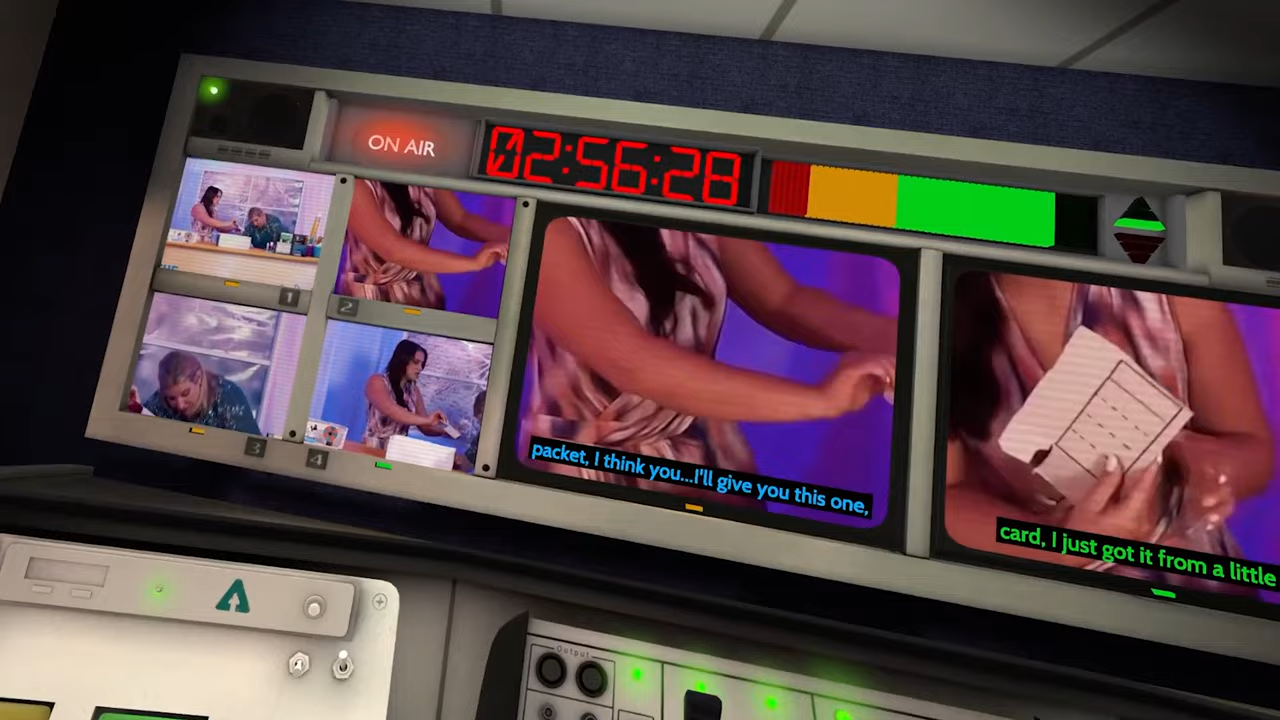 ON AIR
02:56:28
1
2
3
4
packet, I think you...I'll give you this one,
card, I just got it from a little
Output